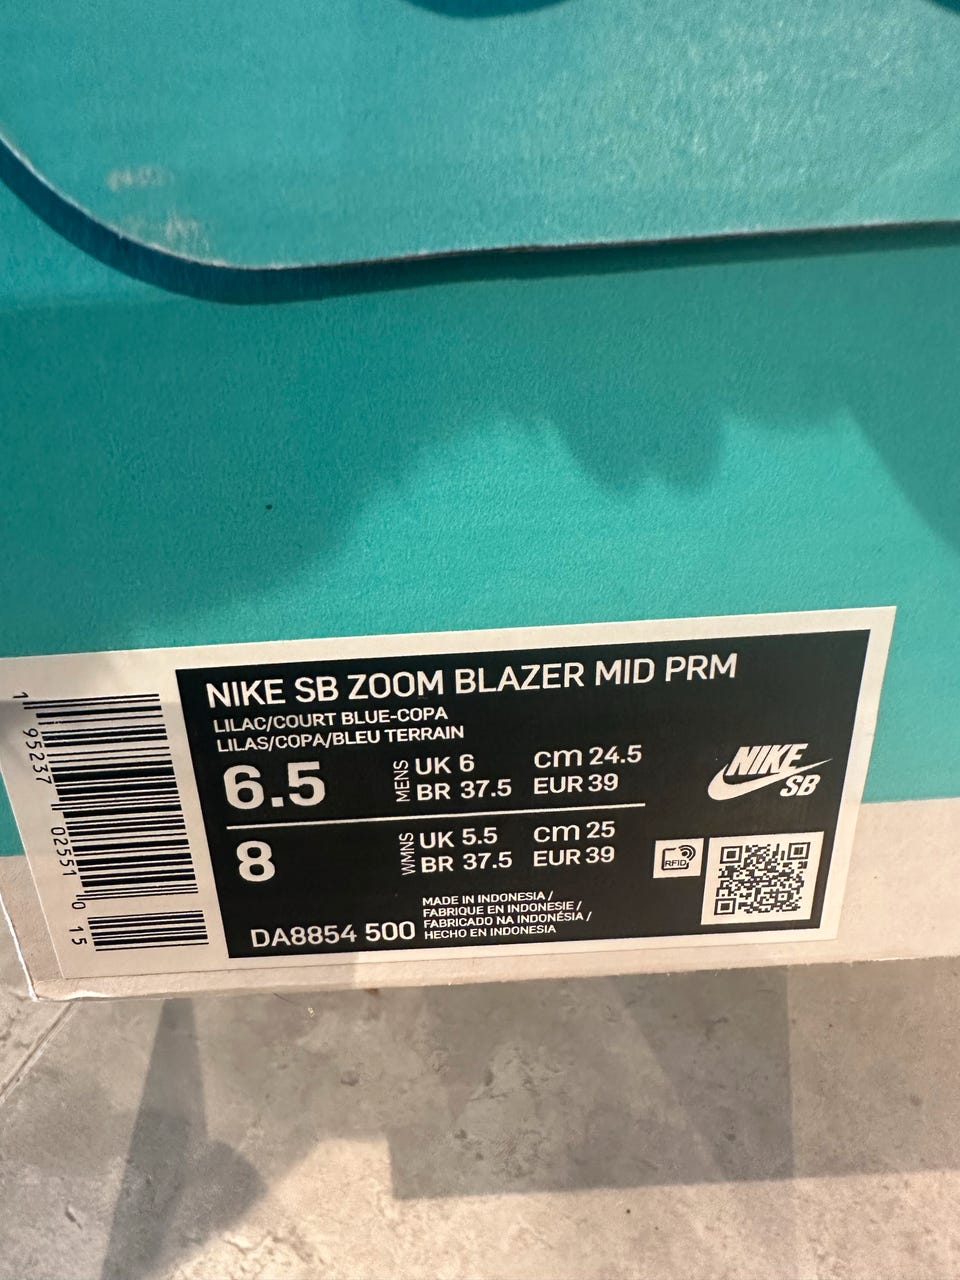 NIKE SB ZOOM BLAZER MID PRM
LILAC/COURT BLUE-COPA
LILAS/COPA/BLEU TERRAIN
6.5 MENS UK 6 cm 24.5
BR 37.5 EUR 39
8 WMNS UK 5.5 cm 25
BR 37.5 EUR 39
NIKE
SB
RFID
MADE IN INDONESIA /
FABRIQUE EN INDONESIE /
FABRICADO NA INDONÉSIA /
HECHO EN INDONESIA
DA8854 500
1 95237 02551 0 15